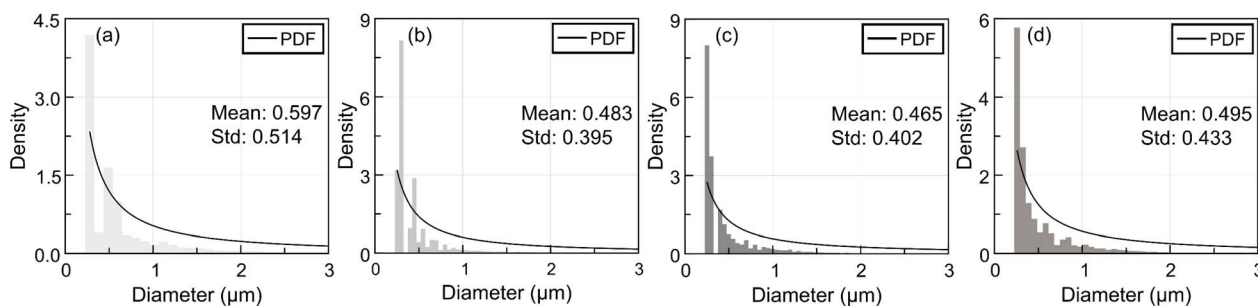 (a)
PDF
Mean: 0.597
Std: 0.514
Density
4.5
3.0
1.5
0.0
0 1 2 3
Diameter (μm)
(b)
PDF
Mean: 0.483
Std: 0.395
Density
9
6
3
0
0 1 2 3
Diameter (μm)
(c)
PDF
Mean: 0.465
Std: 0.402
Density
9
6
3
0
0 1 2 3
Diameter (μm)
(d)
PDF
Mean: 0.495
Std: 0.433
Density
6
4
2
0
0 1 2 3
Diameter (μm)